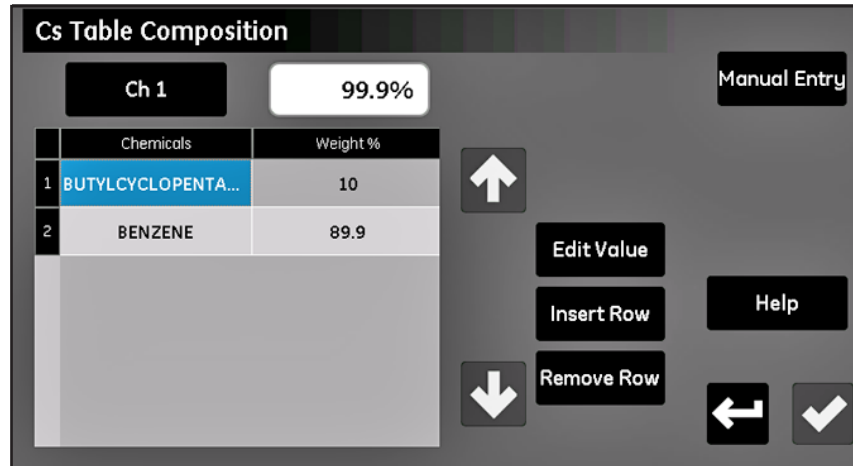 Cs Table Composition
Ch 1 99.9% Manual Entry
Chemicals Weight %
1 BUTYLCYCLOPENTA... 10
2 BENZENE 89.9
Edit Value
Insert Row Help
Remove Row